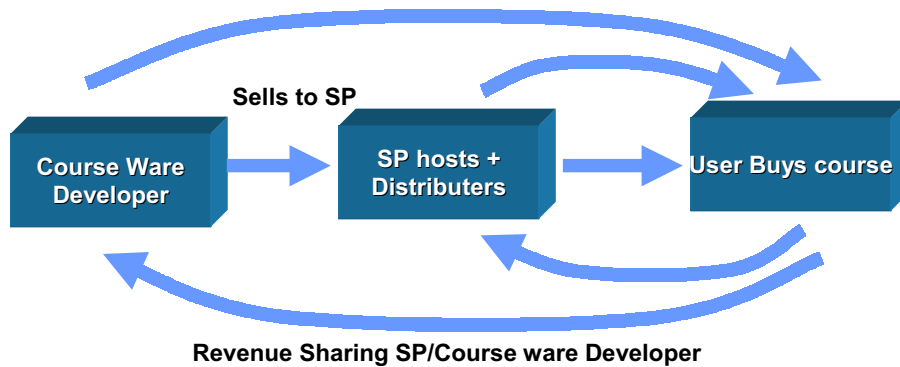 Sells to SP
Course Ware
Developer
SP hosts +
Distributers
User Buys course
Revenue Sharing SP/Course ware Developer